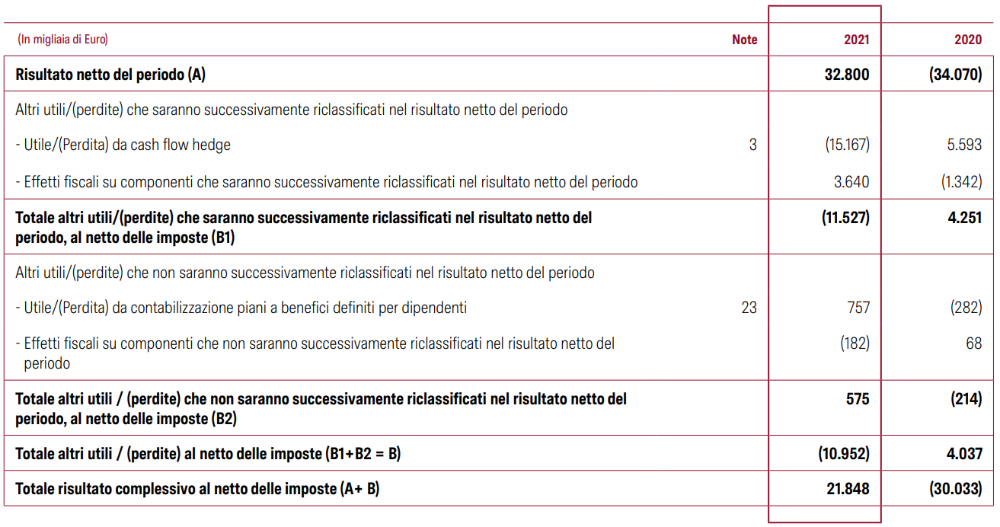 (In migliaia di Euro) Note 2021 2020
Risultato netto del periodo (A) 32.800 (34.070)
Altri utili/(perdite) che saranno successivamente riclassificati nel risultato netto del periodo
- Utile/(Perdita) da cash flow hedge 3 (15.167) 5.593
- Effetti fiscali su componenti che saranno successivamente riclassificati nel risultato netto del periodo 3.640 (1.342)
Totale altri utili/(perdite) che saranno successivamente riclassificati nel risultato netto del (11.527) 4.251
periodo, al netto delle imposte (B1)
Altri utili/(perdite) che non saranno successivamente riclassificati nel risultato netto del periodo
- Utile/(Perdita) da contabilizzazione piani a benefici definiti per dipendenti 23 757 (282)
- Effetti fiscali su componenti che non saranno successivamente riclassificati nel risultato netto del (182) 68
periodo
Totale altri utili / (perdite) che non saranno successivamente riclassificati nel risultato netto del 575 (214)
periodo, al netto delle imposte (B2)
Totale altri utili / (perdite) al netto delle imposte (B1+B2 = B) (10.952) 4.037
Totale risultato complessivo al netto delle imposte (A+ B) 21.848 (30.033)